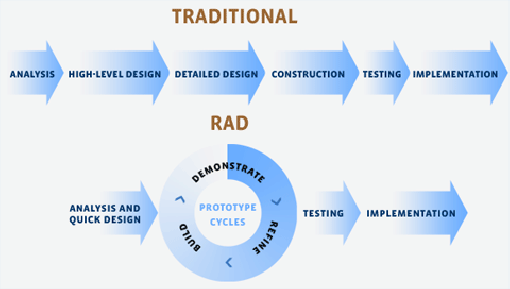 TRADITIONAL
ANALYSIS
HIGH-LEVEL DESIGN
DETAILED DESIGN
CONSTRUCTION
TESTING
IMPLEMENTATION
RAD
ANALYSIS AND
QUICK DESIGN
DEMONSTRATE
REFINE
BUILD
PROTOTYPE
CYCLES
TESTING
IMPLEMENTATION